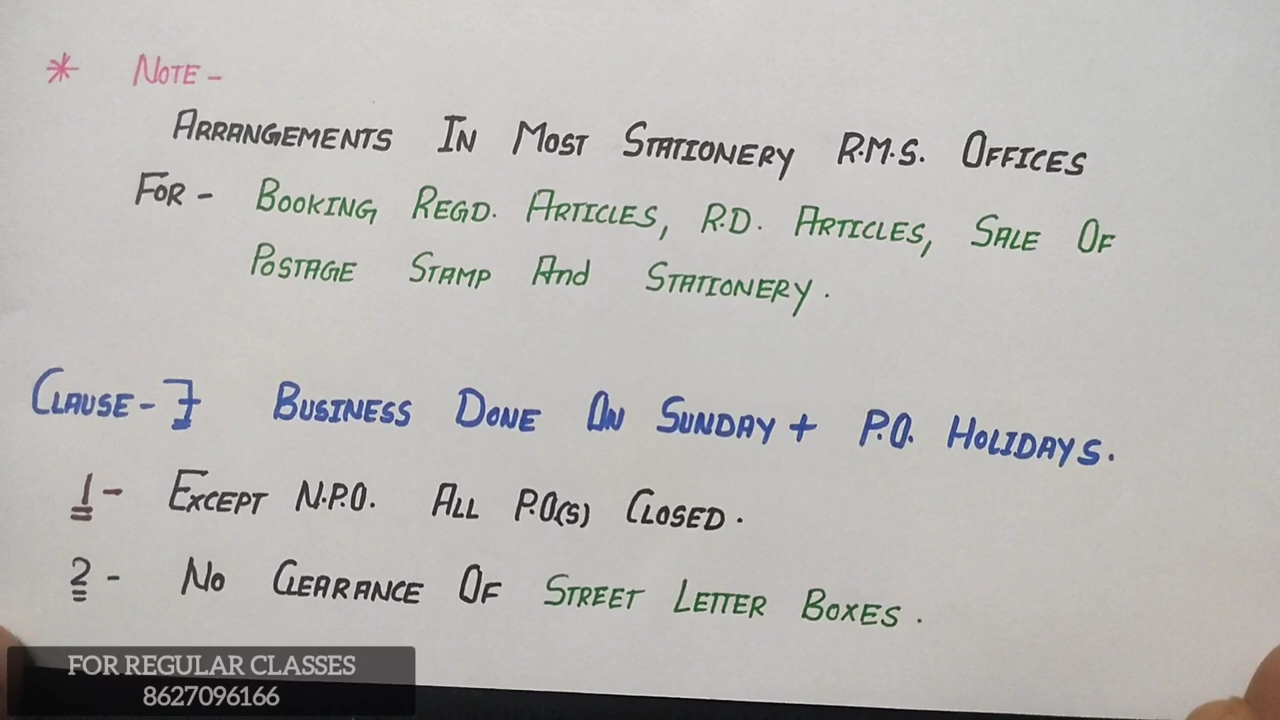 * NOTE -
ARRANGEMENTS IN MOST STATIONERY R.M.S. OFFICES
FOR - BOOKING REGD. ARTICLES, R.D. ARTICLES, SALE OF
POSTAGE STAMP And STATIONERY.
CLAUSE - 7 BUSINESS DONE ON SUNDAY + P.O. HOLIDAYS.
1 - EXCEPT N.P.O. ALL P.O(S) CLOSED.
2 - NO CLEARANCE OF STREET LETTER BOXES.
FOR REGULAR CLASSES
8627096166